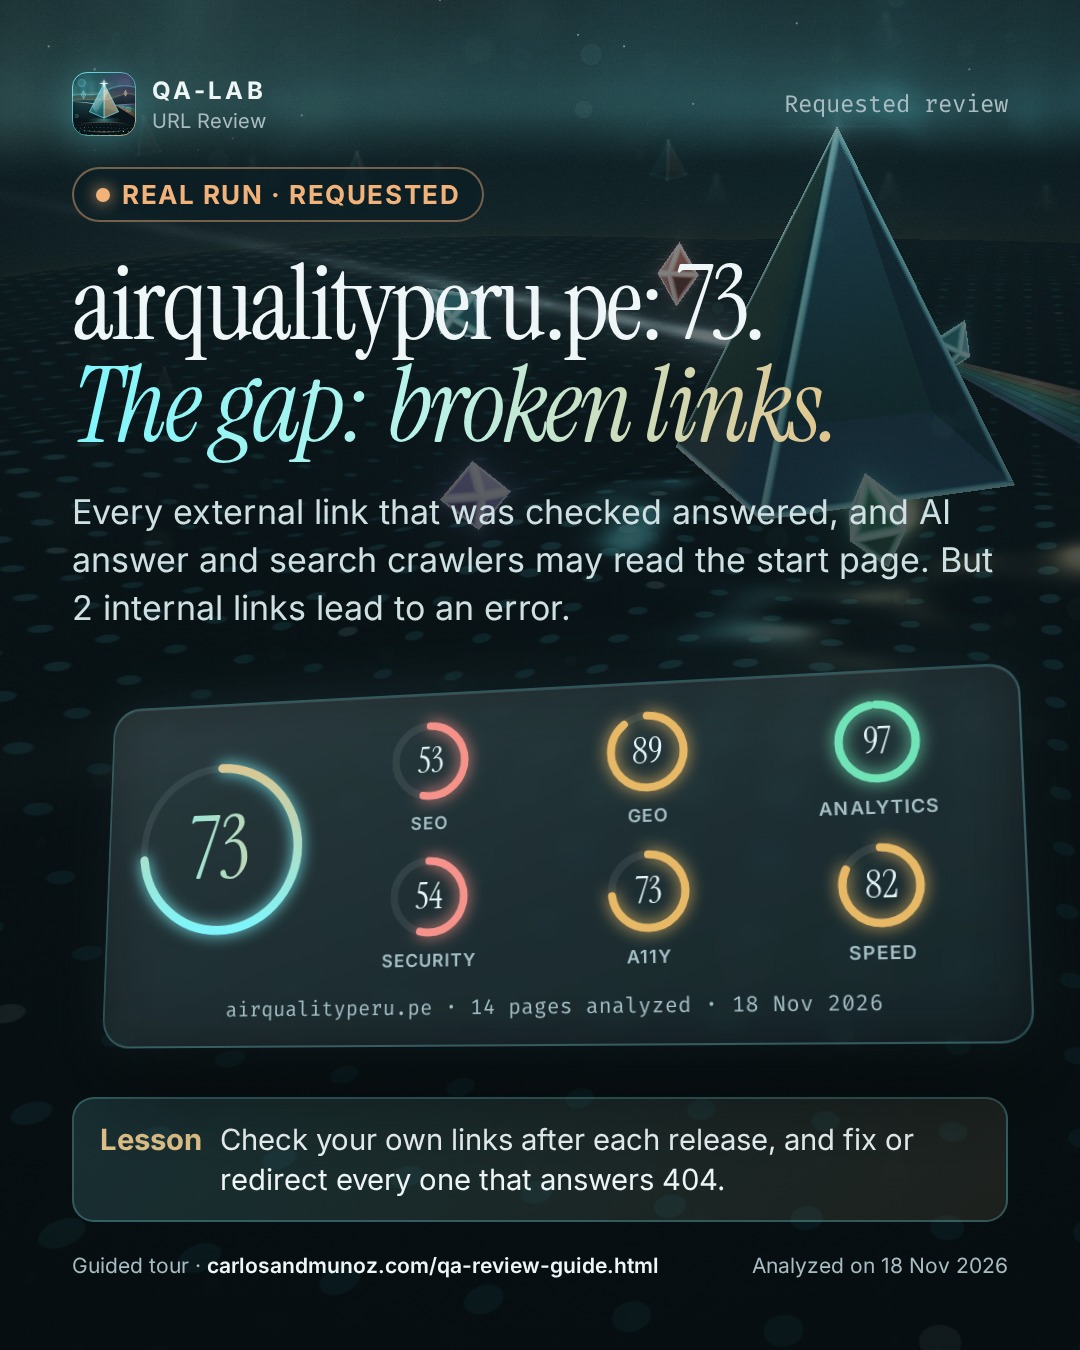 QA-LAB
URL Review
Requested review
REAL RUN · REQUESTED
airqualityperu.pe: 73.
The gap: broken links.
Every external link that was checked answered, and AI
answer and search crawlers may read the start page. But
2 internal links lead to an error.
73
53
SEO
89
GEO
97
ANALYTICS
54
SECURITY
73
A11Y
82
SPEED
airqualityperu.pe · 14 pages analyzed · 18 Nov 2026
Lesson Check your own links after each release, and fix or
redirect every one that answers 404.
Guided tour · carlosandmunoz.com/qa-review-guide.html
Analyzed on 18 Nov 2026